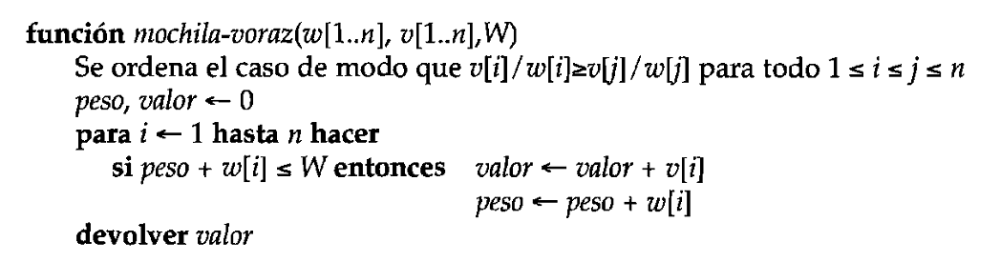 función mochila-voraz(w[1..n], v[1..n],W)
Se ordena el caso de modo que v[i]/w[i]≥v[j]/w[j] para todo 1 ≤ i ≤ j ≤ n
peso, valor ← 0
para i ← 1 hasta n hacer
si peso + w[i] ≤ W entonces valor ← valor + v[i]
peso ← peso + w[i]
devolver valor